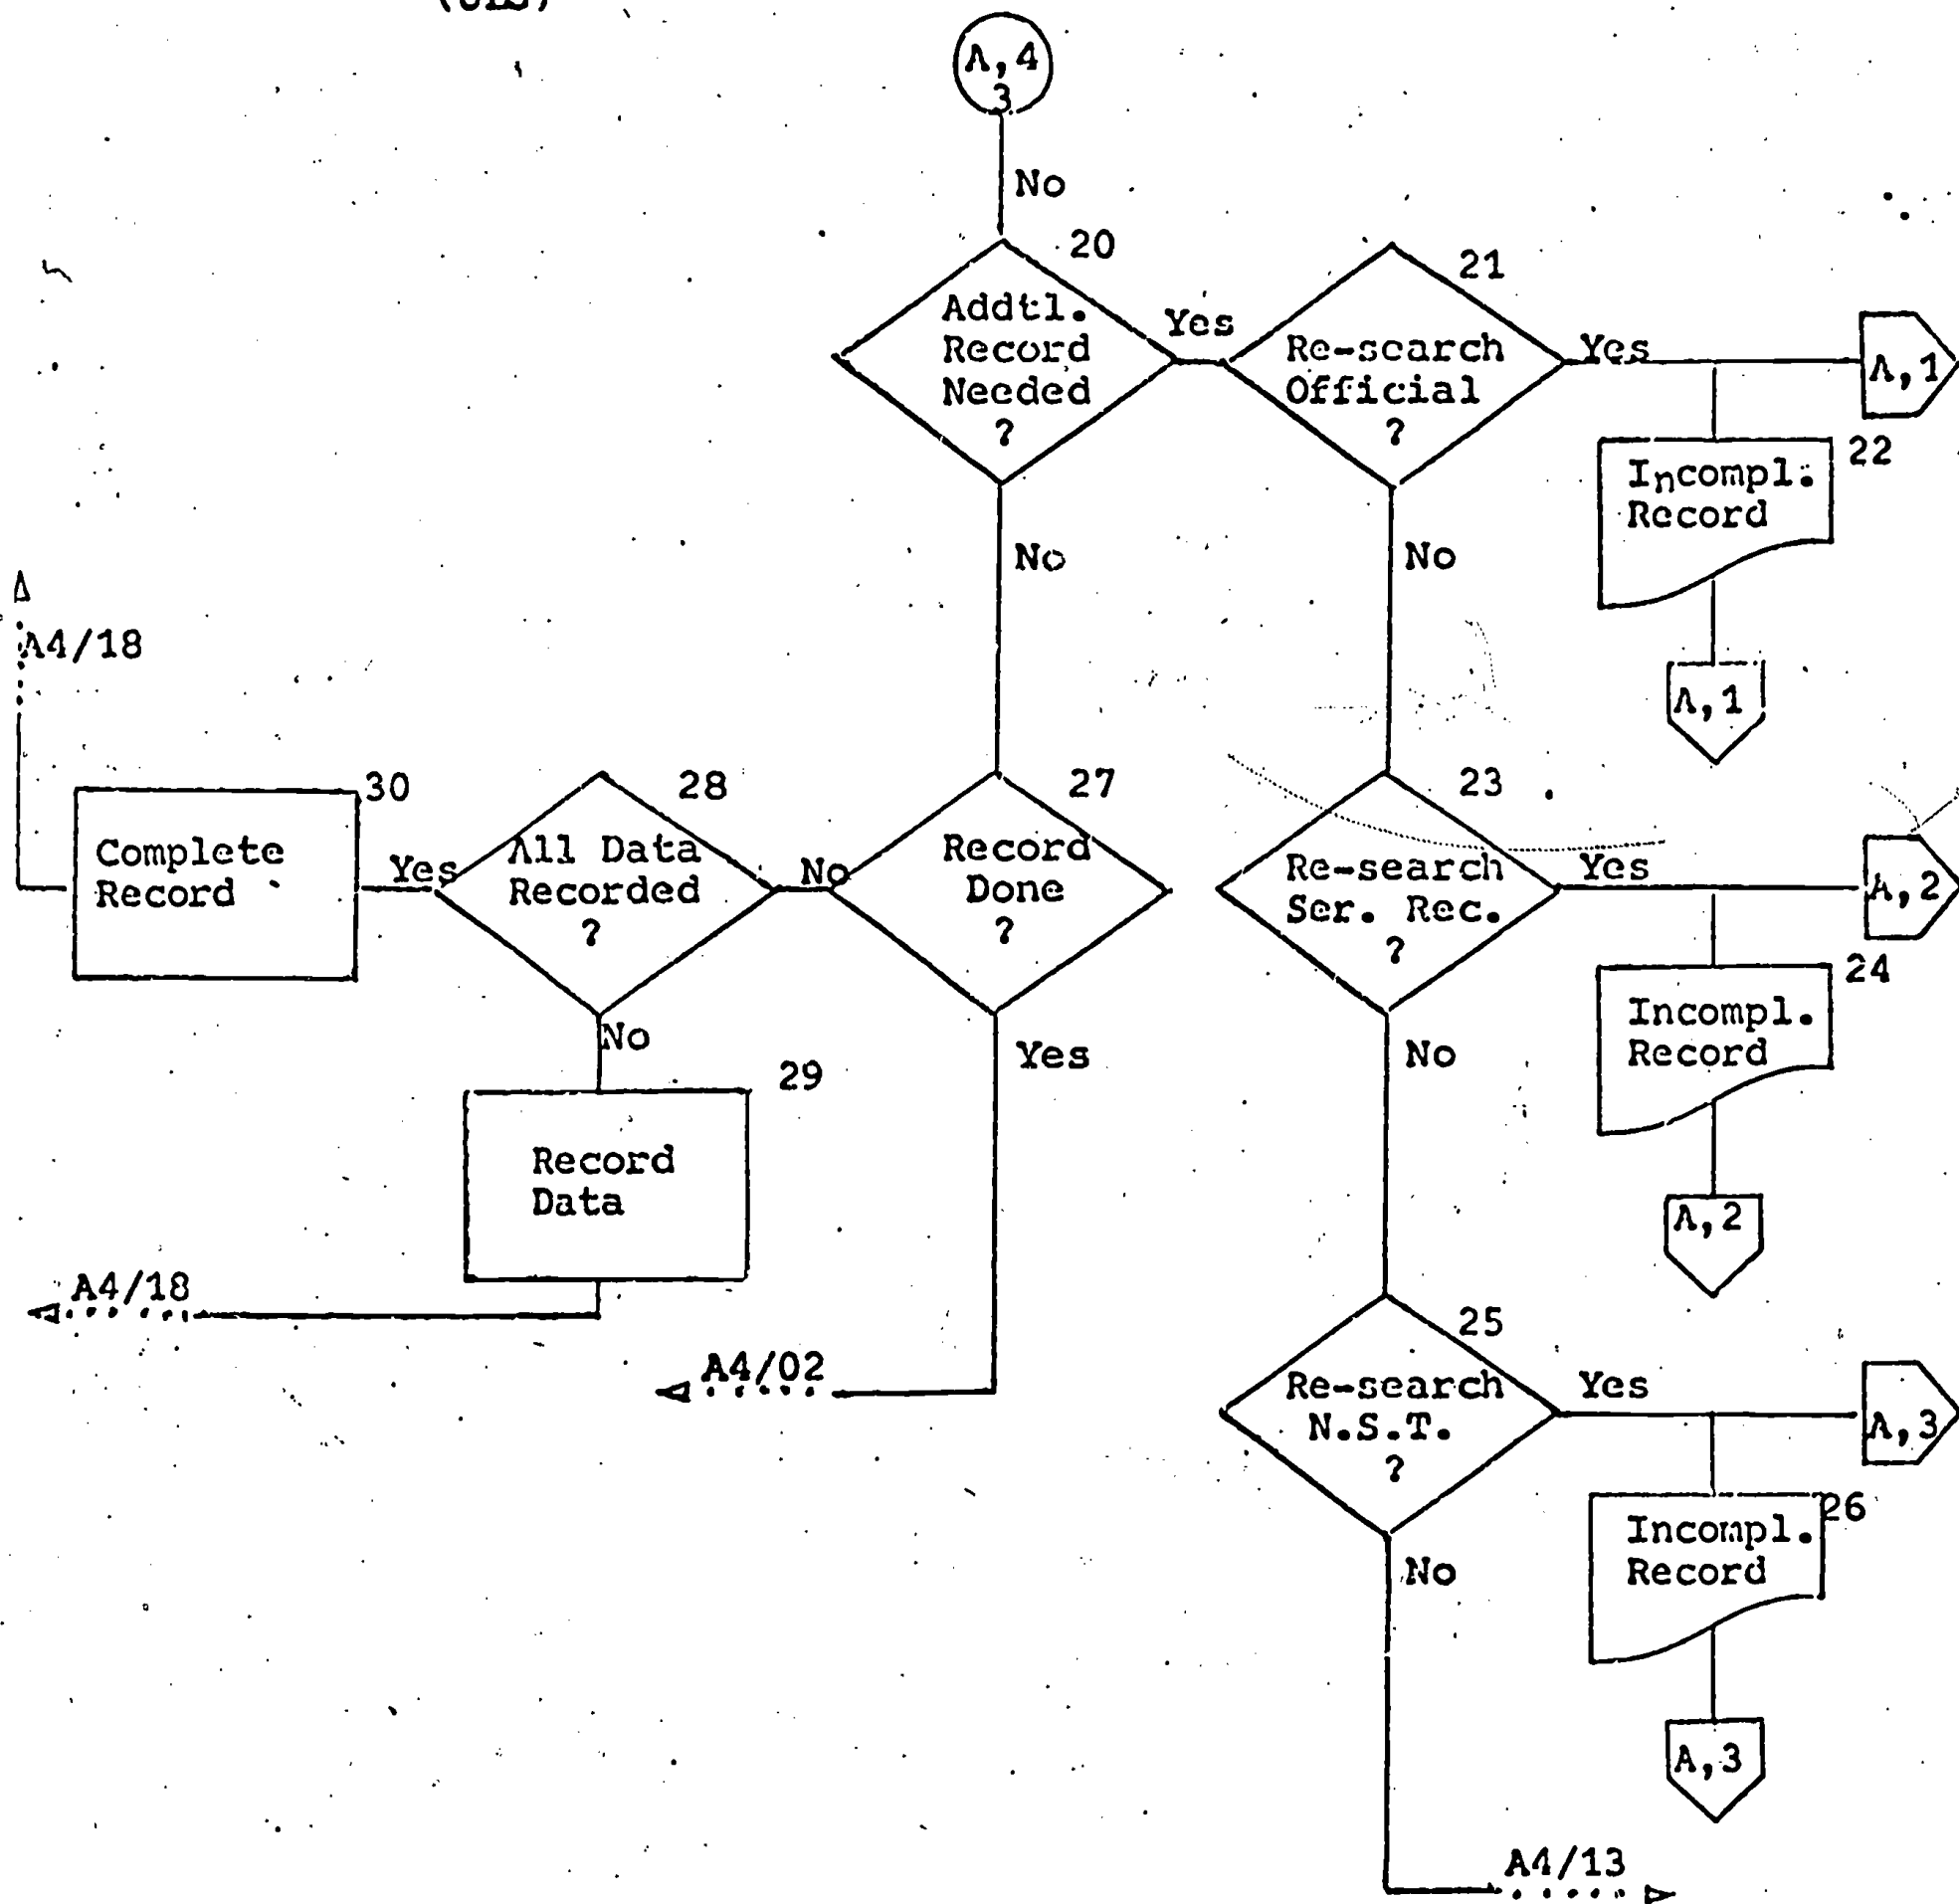 A,4
3
No
20
Addtl.
Record
Needed
?
Yes
21
Re-search
Official
?
Yes
A,1
22
Incompl.
Record
A,1
No
No
A4/18
30
Complete
Record
Yes
28
All Data
Recorded
?
No
27
Record
Done
?
23
Re-search
Ser. Rec.
?
Yes
A,2
24
Incompl.
Record
A,2
No
29
Record
Data
A4/18
Yes
A4/02
No
25
Re-search
N.S.T.
?
Yes
A,3
26
Incompl.
Record
A,3
No
A4/13